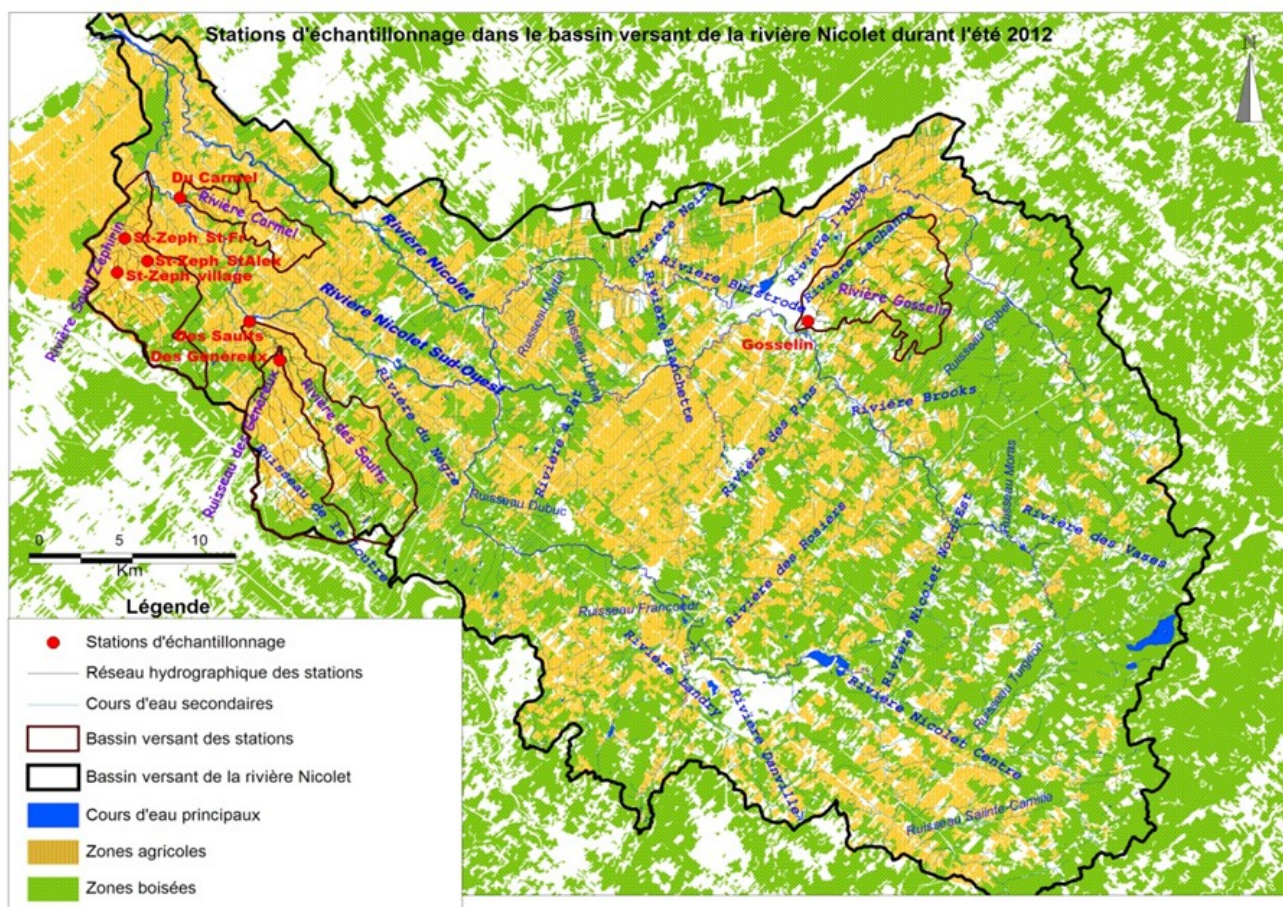 Stations d'échantillonnage dans le bassin versant de la rivière Nicolet durant l'été 2012
N
Du Carmel
Rivière Carmel
St-Zeph St-Fr
St-Zeph StAlex
St-Zeph village
Rivière Saint Zéphirin
Des Saults
Des Généreux
Ruisseau des Généreux
Rivière des Saults
Ruisseau de la Loutre
Rivière Nicolet
Rivière Nicolet Sud-Ouest
Rivière du Nègre
Rivière A Pat
Ruisseau Dubuc
Rivière Noire
Rivière Bulstrode
Rivière Blanchette
Rivière l'Abbé
Rivière Lachance
Rivière Gosselin
Gosselin
Rivière Brooks
Rivière des Pins
Rivière des Rosiers
Rivière Nicolet Nord-Est
Ruisseau Moras
Rivière des Vases
Ruisseau Turgeon
Rivière Nicolet Centre
Ruisseau Sainte-Camille
Ruisseau Francoeur
Rivière Landry
Rivière Danville
0 5 10
Km
Légende
Stations d'échantillonnage
Réseau hydrographique des stations
Cours d'eau secondaires
Bassin versant des stations
Bassin versant de la rivière Nicolet
Cours d'eau principaux
Zones agricoles
Zones boisées